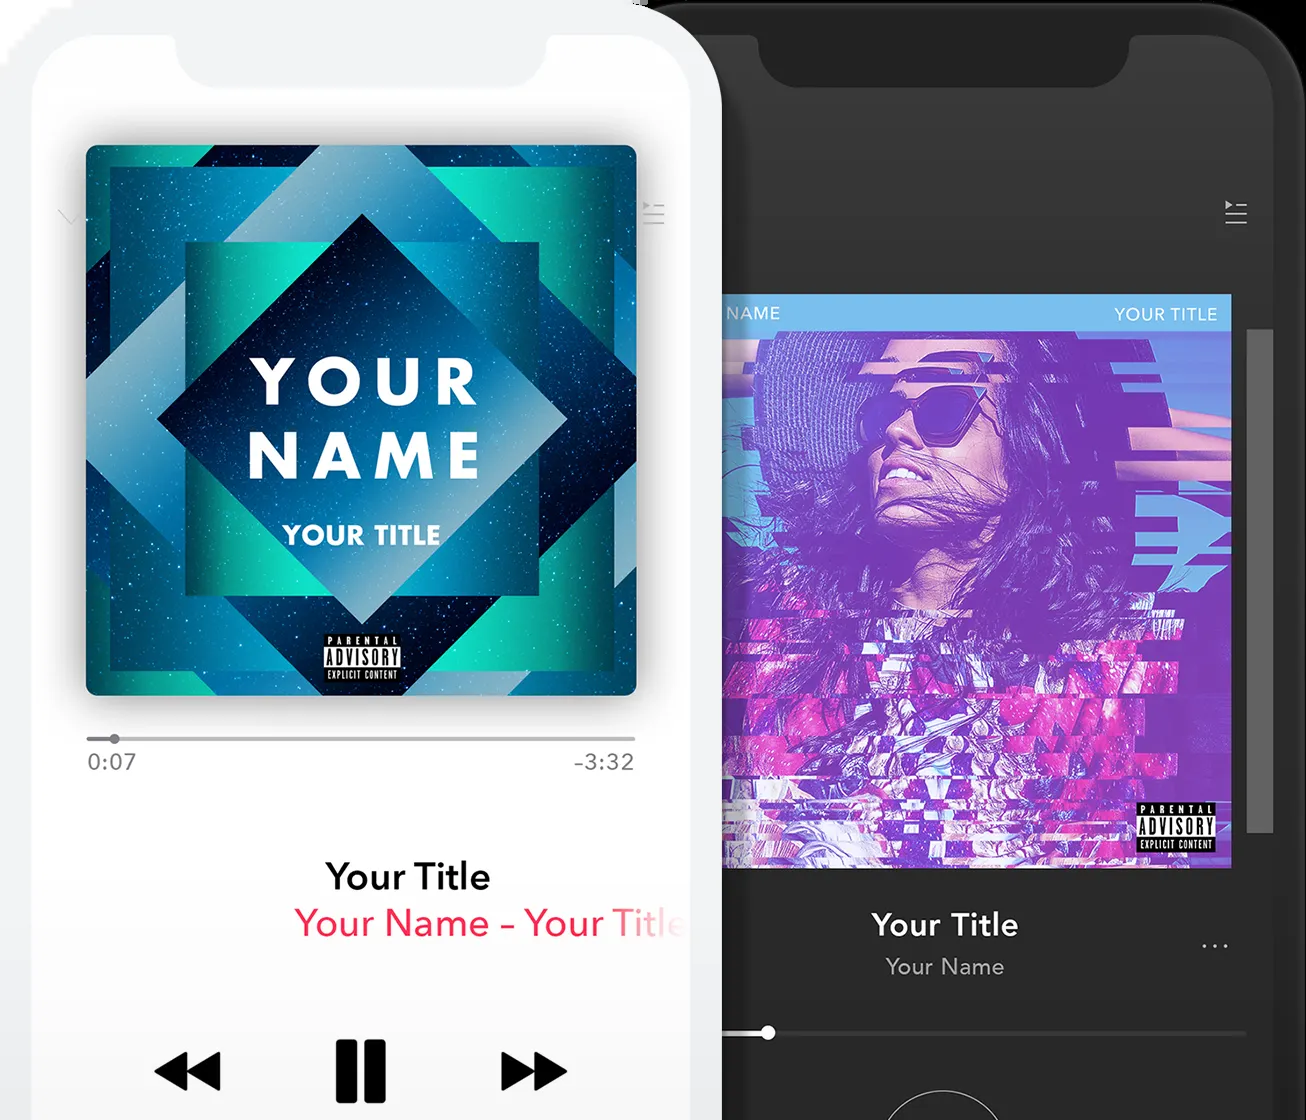 YOUR
NAME
YOUR TITLE
PARENTAL
ADVISORY
EXPLICIT CONTENT
0:07
-3:32
Your Title
Your Name – Your Title
NAME
YOUR TITLE
PARENTAL
ADVISORY
EXPLICIT CONTENT
Your Title
Your Name